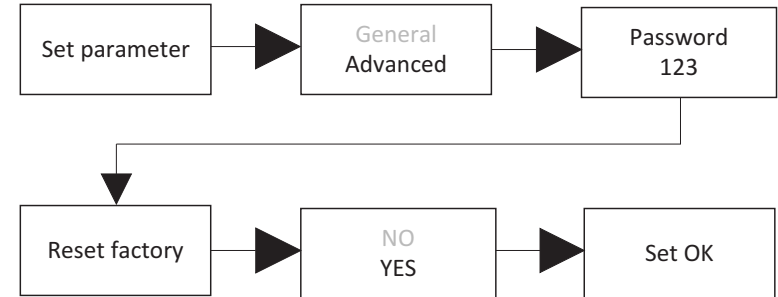 Set parameter
General
Advanced
Password
123
Reset factory
NO
YES
Set OK